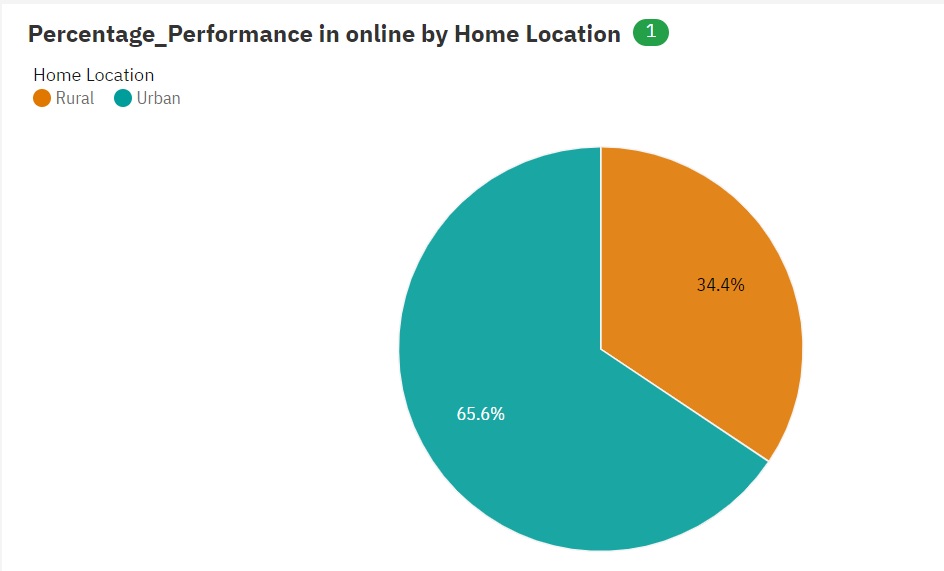 Percentage_Performance in online by Home Location 1
Home Location
Rural Urban
34.4%
65.6%